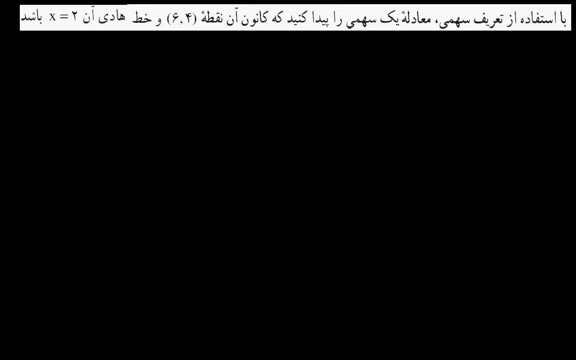 با استفاده از تعریف سهمی، معادلهٔ یک سهمی را پیدا کنید که کانون آن نقطهٔ (۶,۴) و خط هادی آن x = ۲ باشد